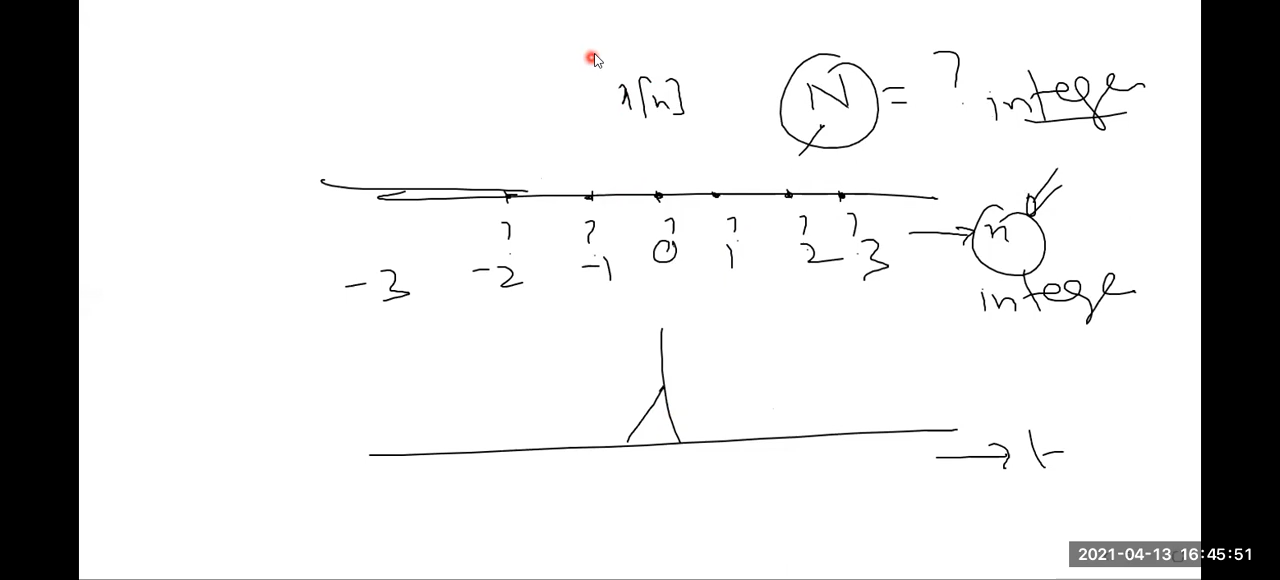 x[n] N = ? integer
? ? ? ? ? ? n
-3 -2 -1 0 1 2 3
integer
t
2021-04-13 16:45:51